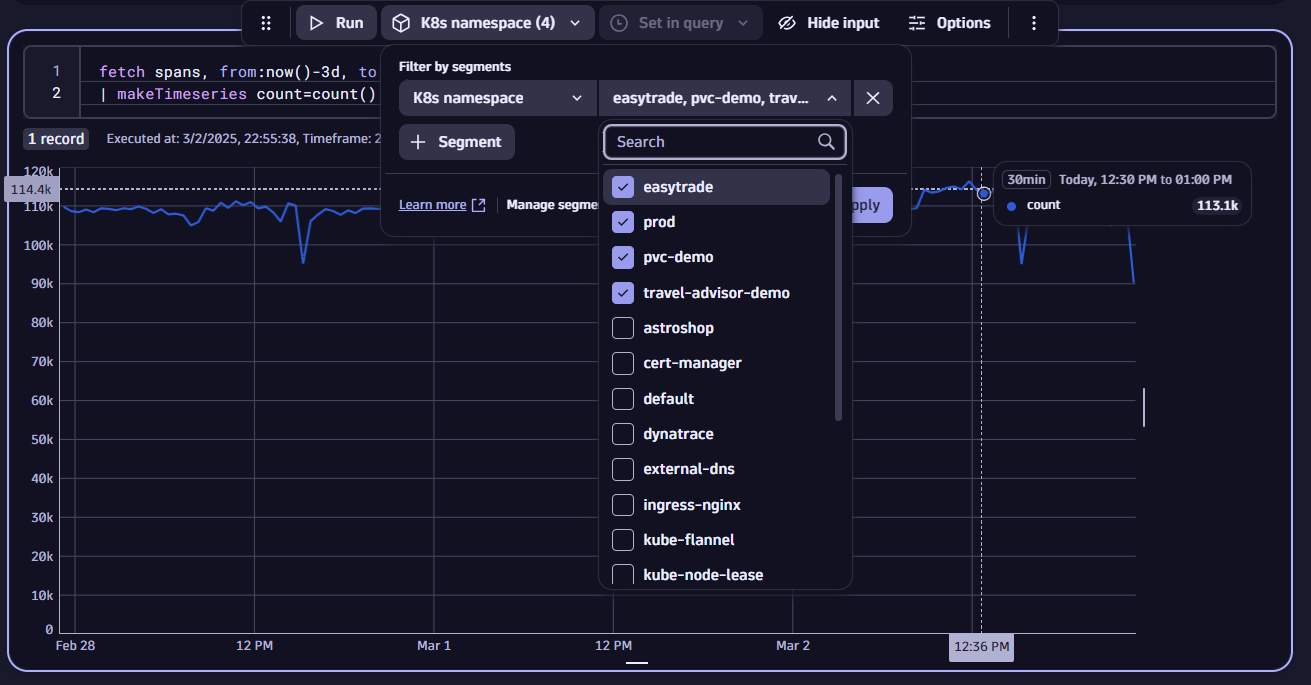 Run
K8s namespace (4)
Set in query
Hide input
Options
1 fetch spans, from:now()-3d, to
2 | makeTimeseries count=count()
Filter by segments
K8s namespace
easytrade, pvc-demo, trav...
Segment
Learn more
Manage segme
pply
Search
easytrade
prod
pvc-demo
travel-advisor-demo
astroshop
cert-manager
default
dynatrace
external-dns
ingress-nginx
kube-flannel
kube-node-lease
1 record
Executed at: 3/2/2025, 22:55:38, Timeframe: 2
120k
114.4k
110k
100k
90k
80k
70k
60k
50k
40k
30k
20k
10k
0
30min Today, 12:30 PM to 01:00 PM
count 113.1k
Feb 28
12 PM
Mar 1
12 PM
Mar 2
12:36 PM